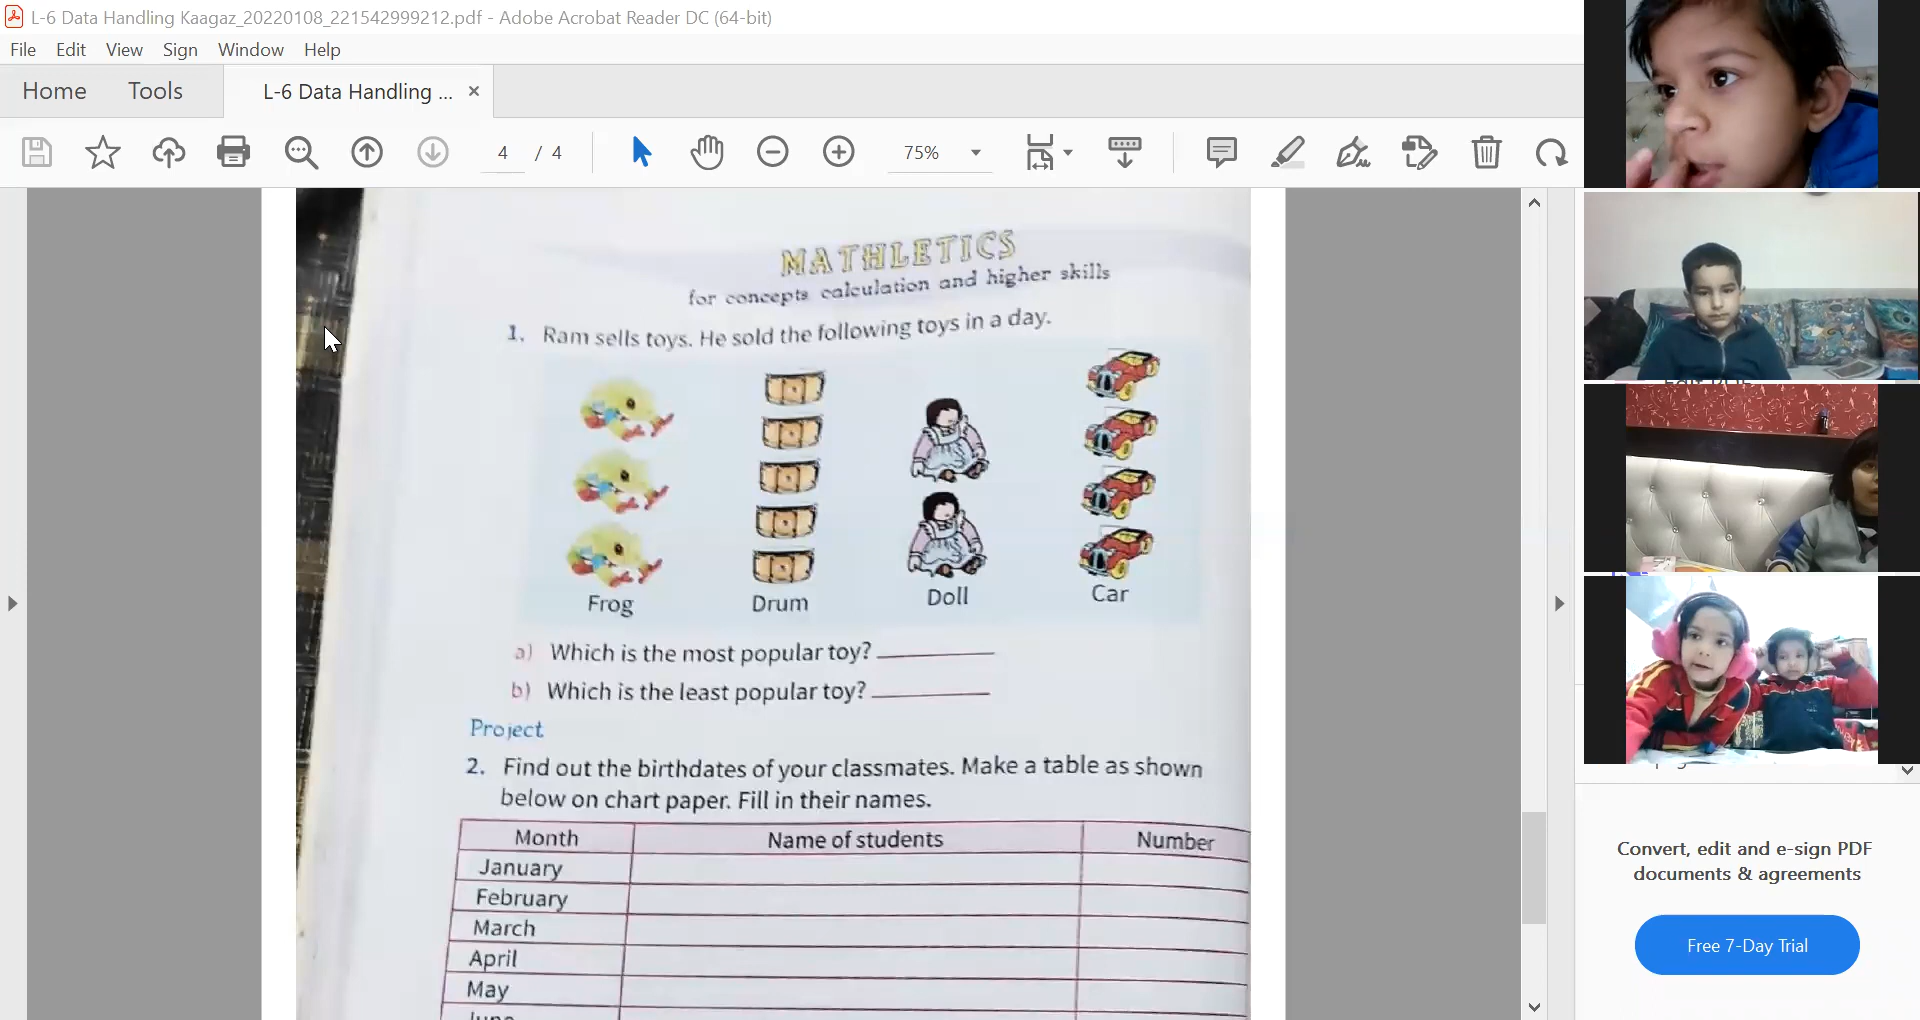 L-6 Data Handling Kaagaz_20220108_221542999212.pdf - Adobe Acrobat Reader DC (64-bit)
File Edit View Sign Window Help
Home Tools L-6 Data Handling ... ×
4 / 4 75%
MATHLETICS
for concepts calculation and higher skills
1. Ram sells toys. He sold the following toys in a day.
Frog Drum Doll Car
a) Which is the most popular toy?
b) Which is the least popular toy?
Project
2. Find out the birthdates of your classmates. Make a table as shown
below on chart paper. Fill in their names.
Month Name of students Number
January
February
March
April
May
June
Convert, edit and e-sign PDF
documents & agreements
Free 7-Day Trial